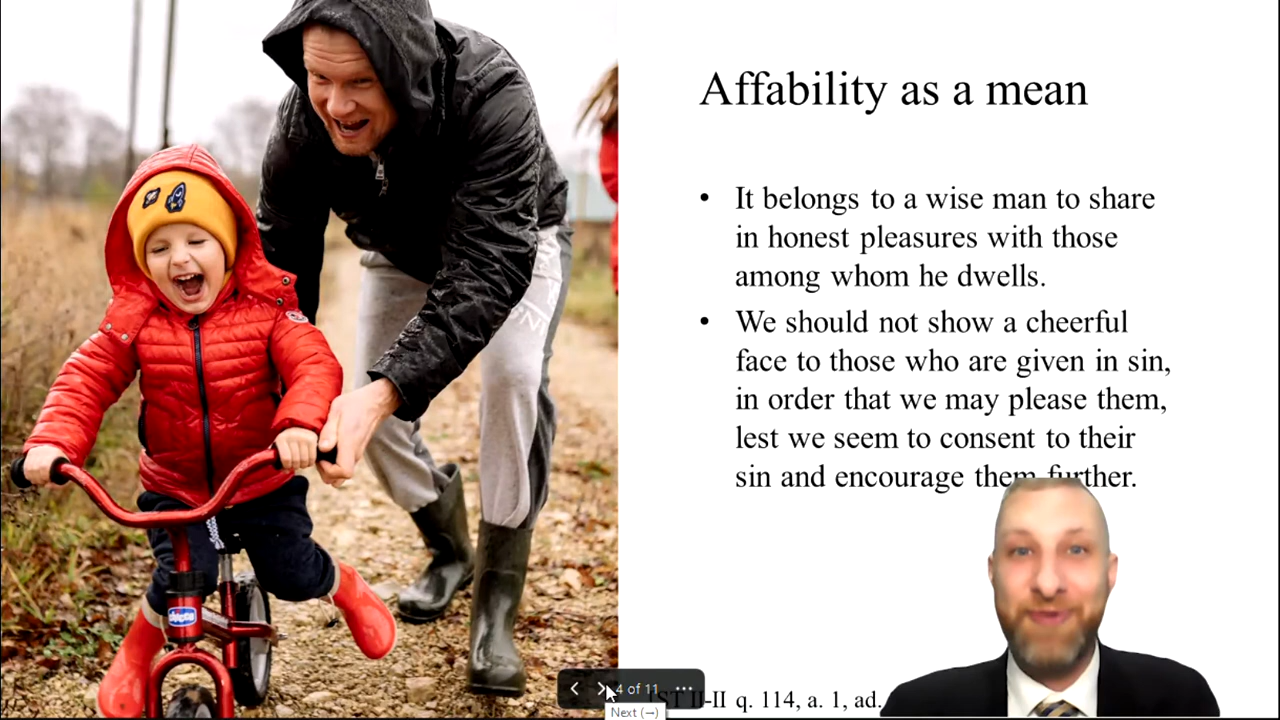 Affability as a mean
• It belongs to a wise man to share
in honest pleasures with those
among whom he dwells.
• We should not show a cheerful
face to those who are given in sin,
in order that we may please them,
lest we seem to consent to their
sin and encourage them further.
4 of 11
ST II-II q. 114, a. 1, ad.
Next (→)
chicco